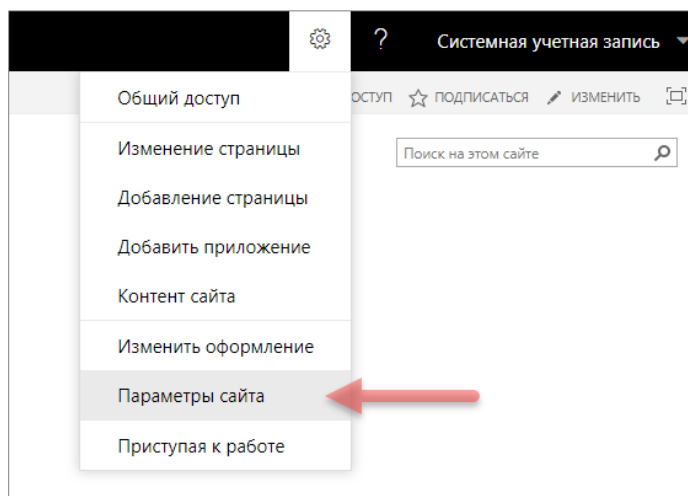 ? Системная учетная запись
ПОДПИСАТЬСЯ ИЗМЕНИТЬ
Поиск на этом сайте
Общий доступ
Изменение страницы
Добавление страницы
Добавить приложение
Контент сайта
Изменить оформление
Параметры сайта
Приступая к работе